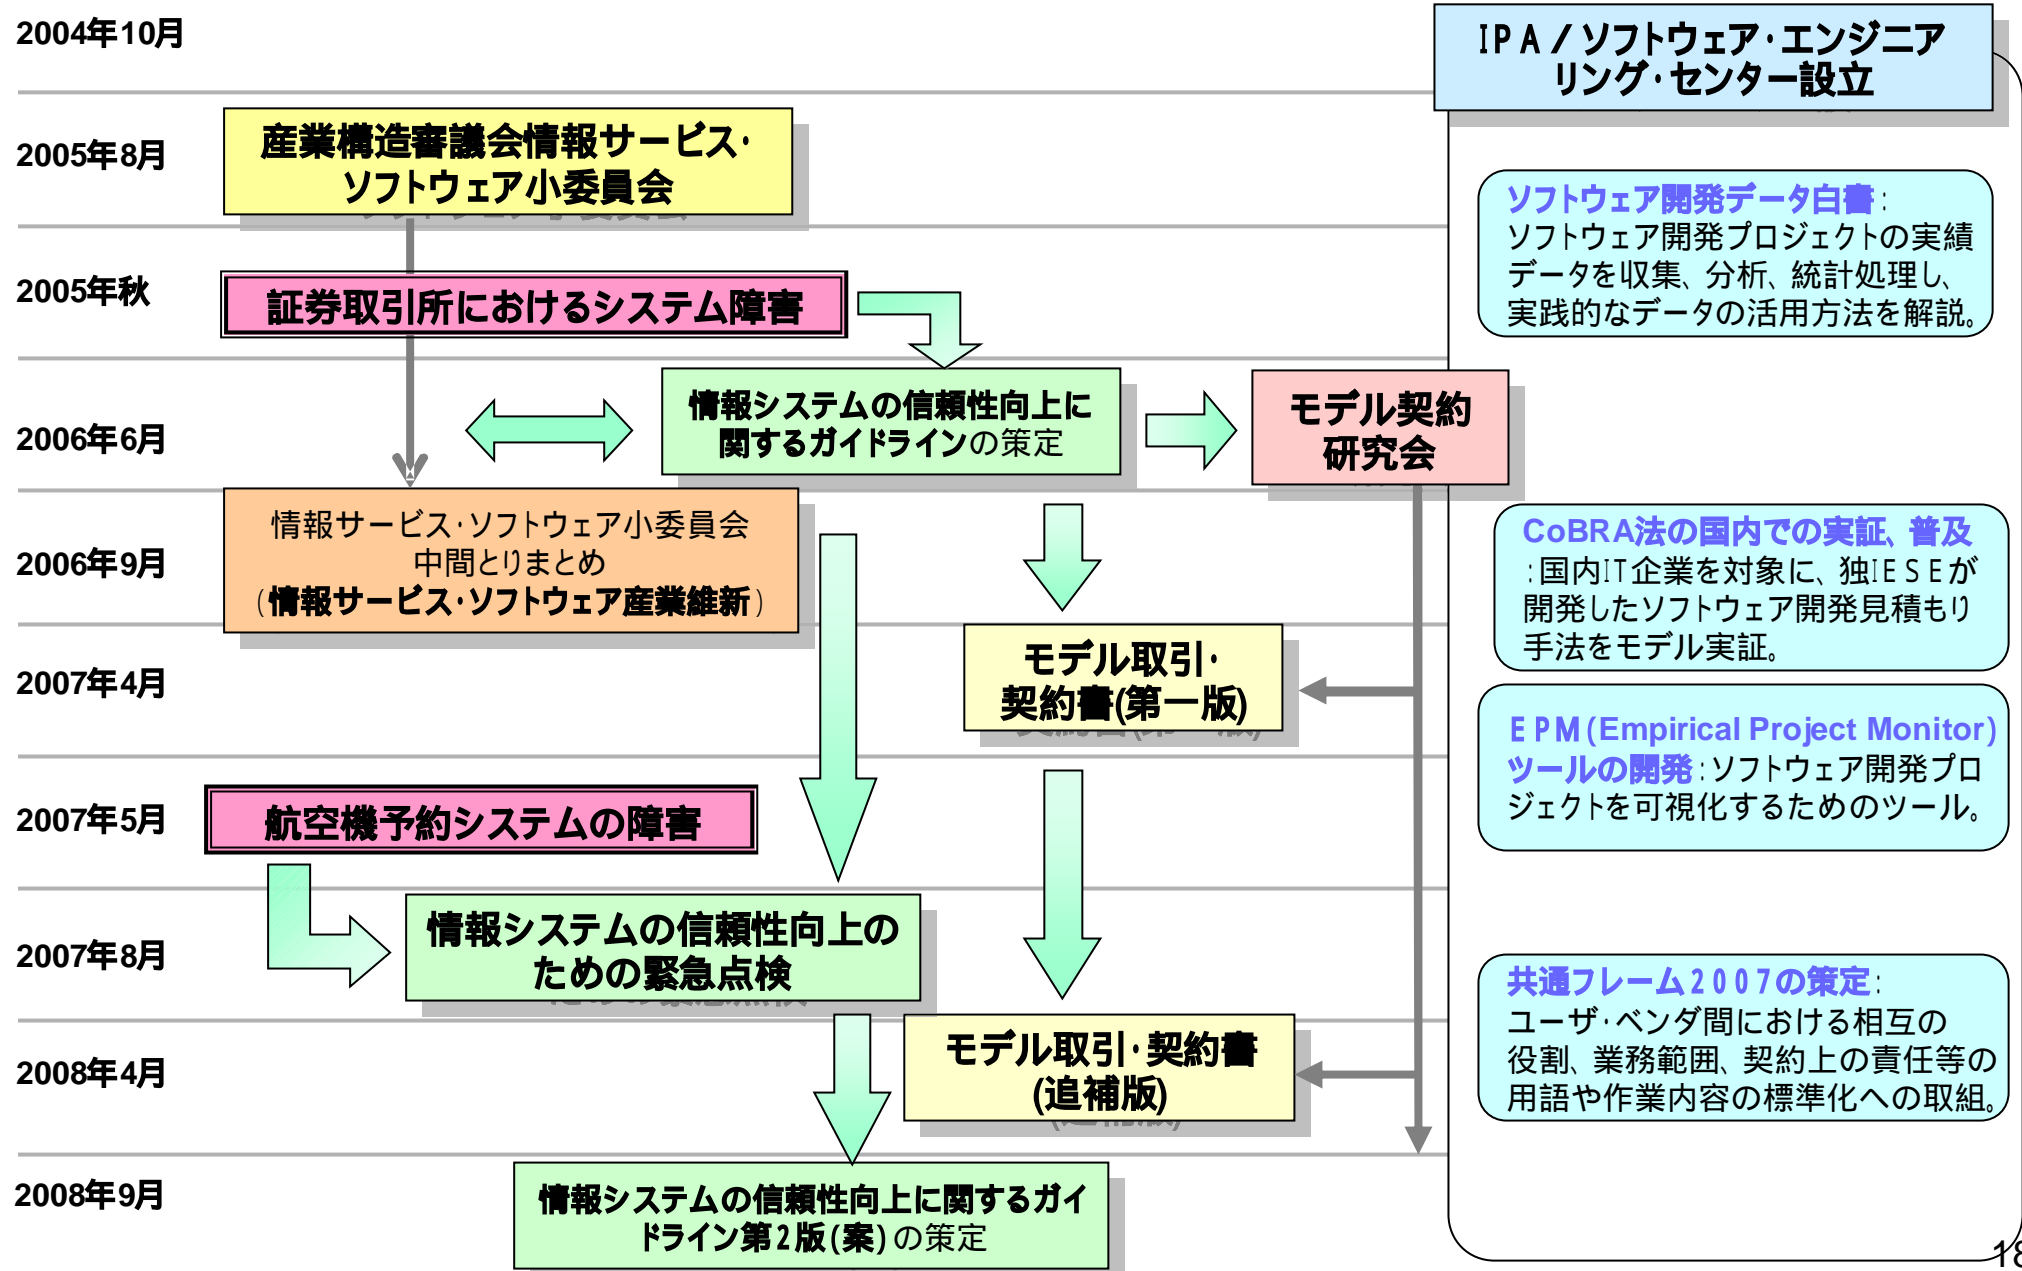 2004年10月
IPA/ソフトウェア・エンジニア
リング・センター設立
2005年8月
産業構造審議会情報サービス・
ソフトウェア小委員会
ソフトウェア開発データ白書:
ソフトウェア開発プロジェクトの実績
データを収集、分析、統計処理し、
実践的なデータの活用方法を解説。
2005年秋
証券取引所におけるシステム障害
2006年6月
情報システムの信頼性向上に
関するガイドラインの策定
モデル契約
研究会
2006年9月
情報サービス・ソフトウェア小委員会
中間とりまとめ
(情報サービス・ソフトウェア産業維新)
CoBRA法の国内での実証、普及
:国内IT企業を対象に、独IESEが
開発したソフトウェア開発見積もり
手法をモデル実証。
2007年4月
モデル取引・
契約書(第一版)
EPM(Empirical Project Monitor)
ツールの開発:ソフトウェア開発プロ
ジェクトを可視化するためのツール。
2007年5月
航空機予約システムの障害
2007年8月
情報システムの信頼性向上の
ための緊急点検
共通フレーム2007の策定:
ユーザ・ベンダ間における相互の
役割、業務範囲、契約上の責任等の
用語や作業内容の標準化への取組。
2008年4月
モデル取引・契約書
(追補版)
2008年9月
情報システムの信頼性向上に関するガイ
ドライン第2版(案)の策定
18